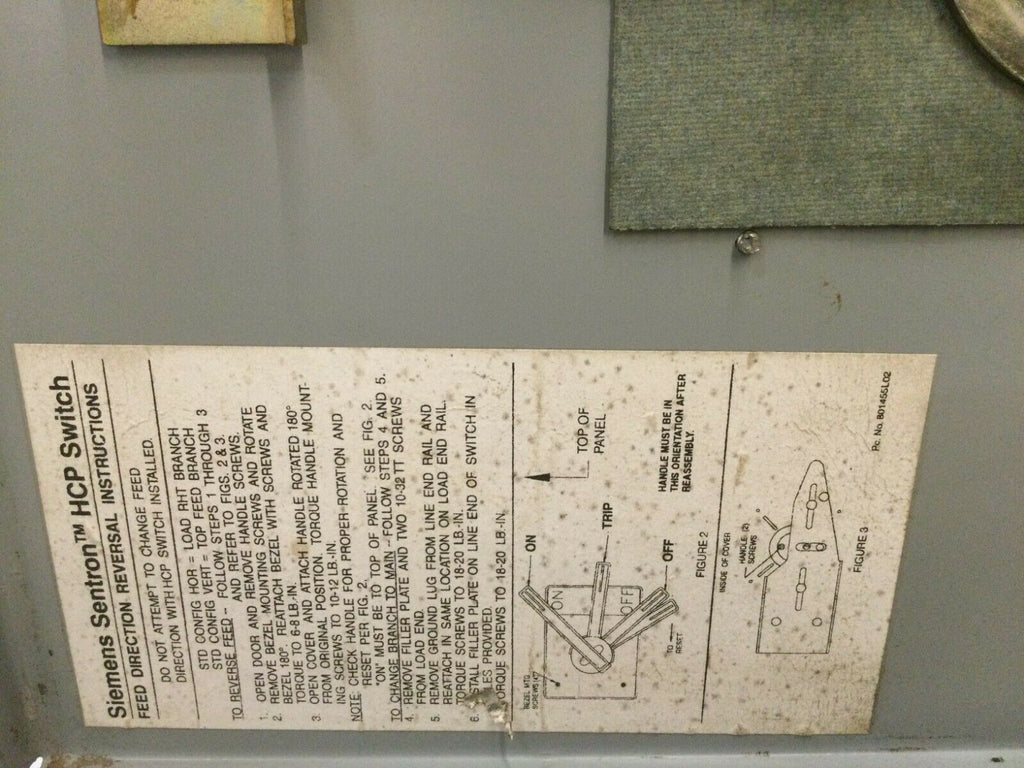 Siemens Sentron™ HCP Switch
FEED DIRECTION REVERSAL INSTRUCTIONS
DO NOT ATTEMPT TO CHANGE FEED
DIRECTION WITH HCP SWITCH INSTALLED.
STD CONFIG HOR = LOAD RHT BRANCH
STD CONFIG VERT = TOP FEED BRANCH
TO REVERSE FEED - FOLLOW STEPS 1 THROUGH 3
AND REFER TO FIGS. 2 & 3.
1. OPEN DOOR AND REMOVE HANDLE SCREWS.
2. REMOVE BEZEL MOUNTING SCREWS AND ROTATE
BEZEL 180° REATTACH BEZEL WITH SCREWS AND
TORQUE TO 6-8 LB.-IN.
3. OPEN COVER AND ATTACH HANDLE ROTATED 180°
FROM ORIGINAL POSITION. TORQUE HANDLE MOUNT-
ING SCREWS TO 10-12 LB.-IN.
NOTE: CHECK HANDLE FOR PROPER ROTATION AND
"RESET" PER FIG. 2.
"ON" MUST BE TO TOP OF PANEL. SEE FIG. 2.
TO CHANGE BRANCH TO MAIN - FOLLOW STEPS 4 AND 5.
4. REMOVE FILLER PLATE AND TWO 10-32 TT SCREWS
FROM LOAD END.
5. REMOVE GROUND LUG FROM LINE END RAIL AND
REATTACH IN SAME LOCATION ON LOAD END RAIL.
TORQUE SCREWS TO 18-20 LB.-IN.
6. STALL FILLER PLATE ON LINE END OF SWITCH IN
LES PROVIDED.
ORQUE SCREWS TO 18-20 LB.-IN.
ON
TOP OF
PANEL
TRIP
ON
OFF
OFF
BEZEL MTG.
SCREWS
TO
RESET
HANDLE MUST BE IN
THIS ORIENTATION AFTER
REASSEMBLY.
FIGURE 2
INSIDE OF COVER
HANDLE (2)
SCREWS
FIGURE 3
Rc. No. 801456L02